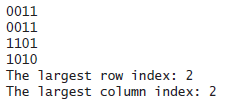 0011
0011
1101
1010
The largest row index: 2
The largest column index: 2